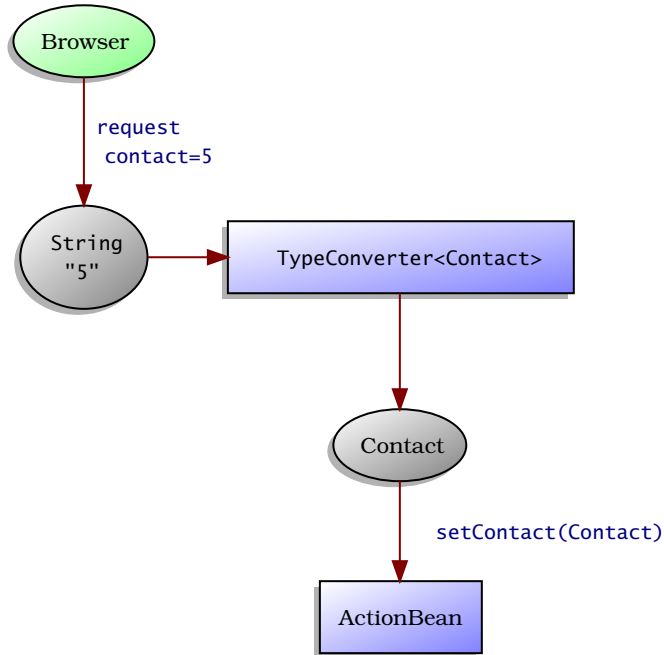 Browser
request
contact=5
String
"5"
TypeConverter<Contact>
Contact
setContact(Contact)
ActionBean